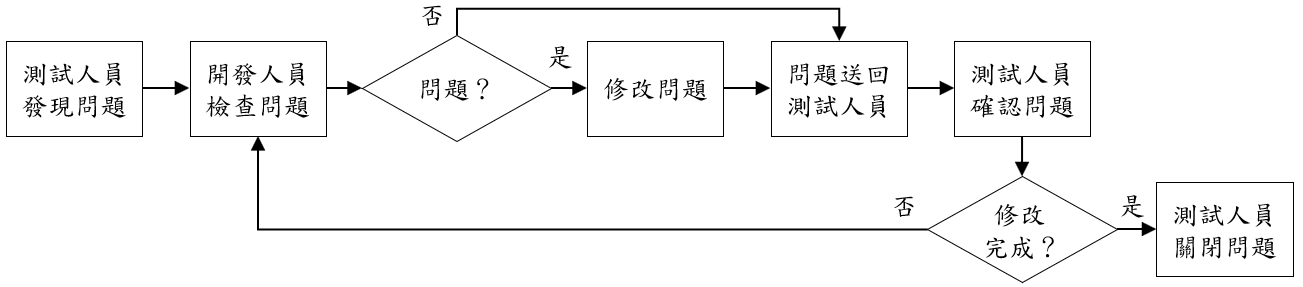 否
測試人員
發現問題
開發人員
檢查問題
問題？
是
修改問題
問題送回
測試人員
測試人員
確認問題
否
修改
完成？
是
測試人員
關閉問題